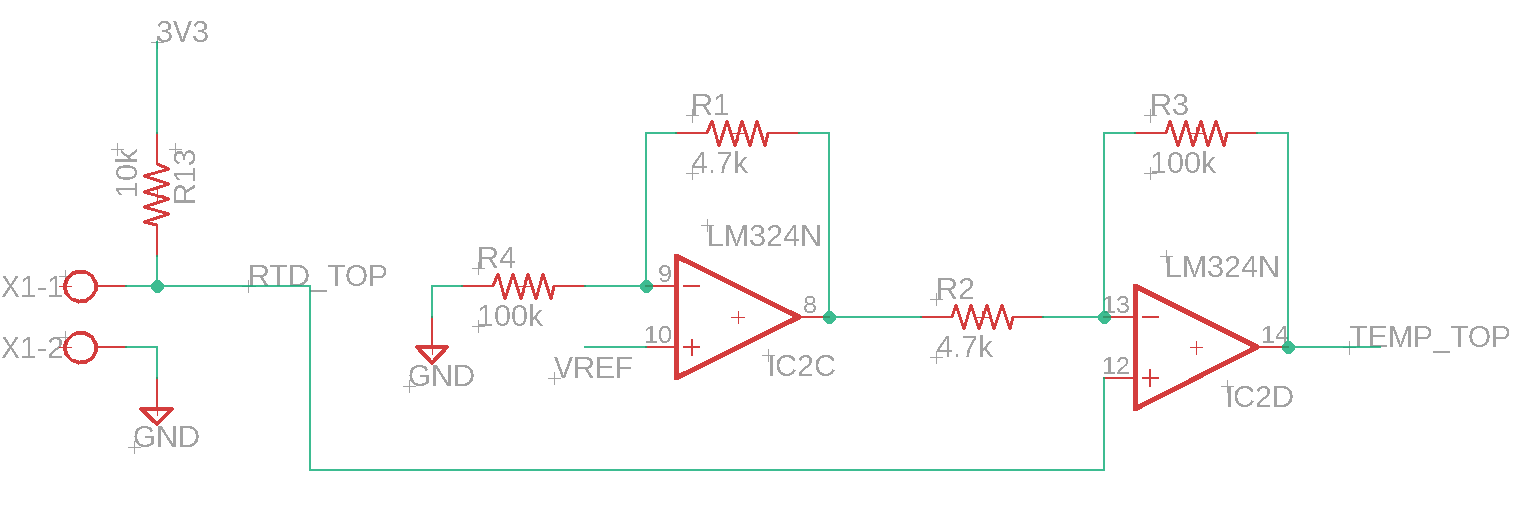 3V3
10k
R13
X1-1
RTD_TOP
X1-2
GND
R4
100k
GND
R1
4.7k
LM324N
9
10
8
VREF
IC2C
R2
4.7k
R3
100k
LM324N
13
12
14
TEMP_TOP
IC2D